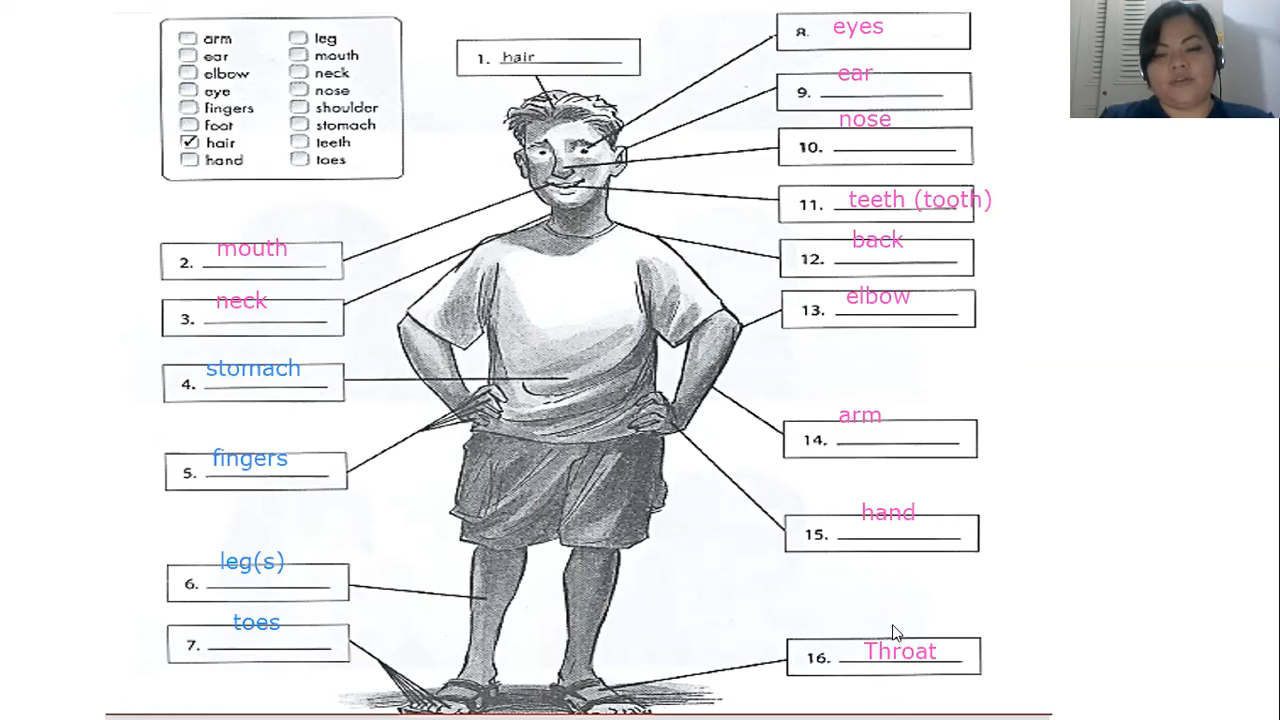 arm
ear
elbow
eye
fingers
foot
hair
hand
leg
mouth
neck
nose
shoulder
stomach
teeth
toes
1. hair
2. mouth
3. neck
4. stomach
5. fingers
6. leg(s)
7. toes
8. eyes
9. ear
10. nose
11. teeth (tooth)
12. back
13. elbow
14. arm
15. hand
16. Throat